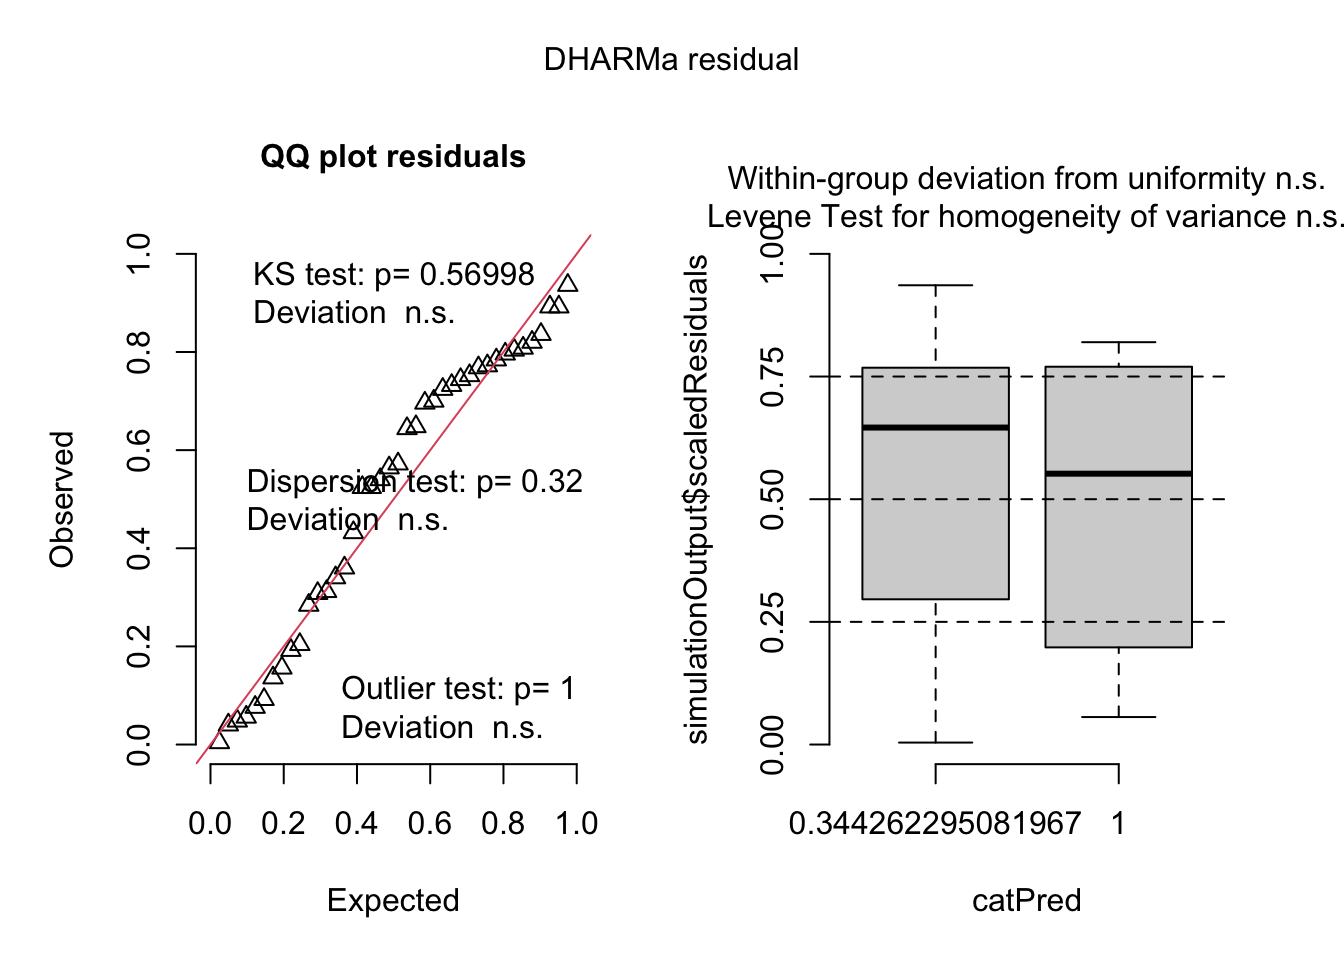 DHARMa residual
QQ plot residuals
KS test: p= 0.56998
Deviation  n.s.
Dispersion test: p= 0.32
Deviation  n.s.
Outlier test: p= 1
Deviation  n.s.
Observed
0.0 0.2 0.4 0.6 0.8 1.0
0.0 0.2 0.4 0.6 0.8 1.0
Expected
Within-group deviation from uniformity n.s.
Levene Test for homogeneity of variance n.s.
simulationOutput$scaledResiduals
0.00 0.25 0.50 0.75 1.00
0.344262295081967 1
catPred